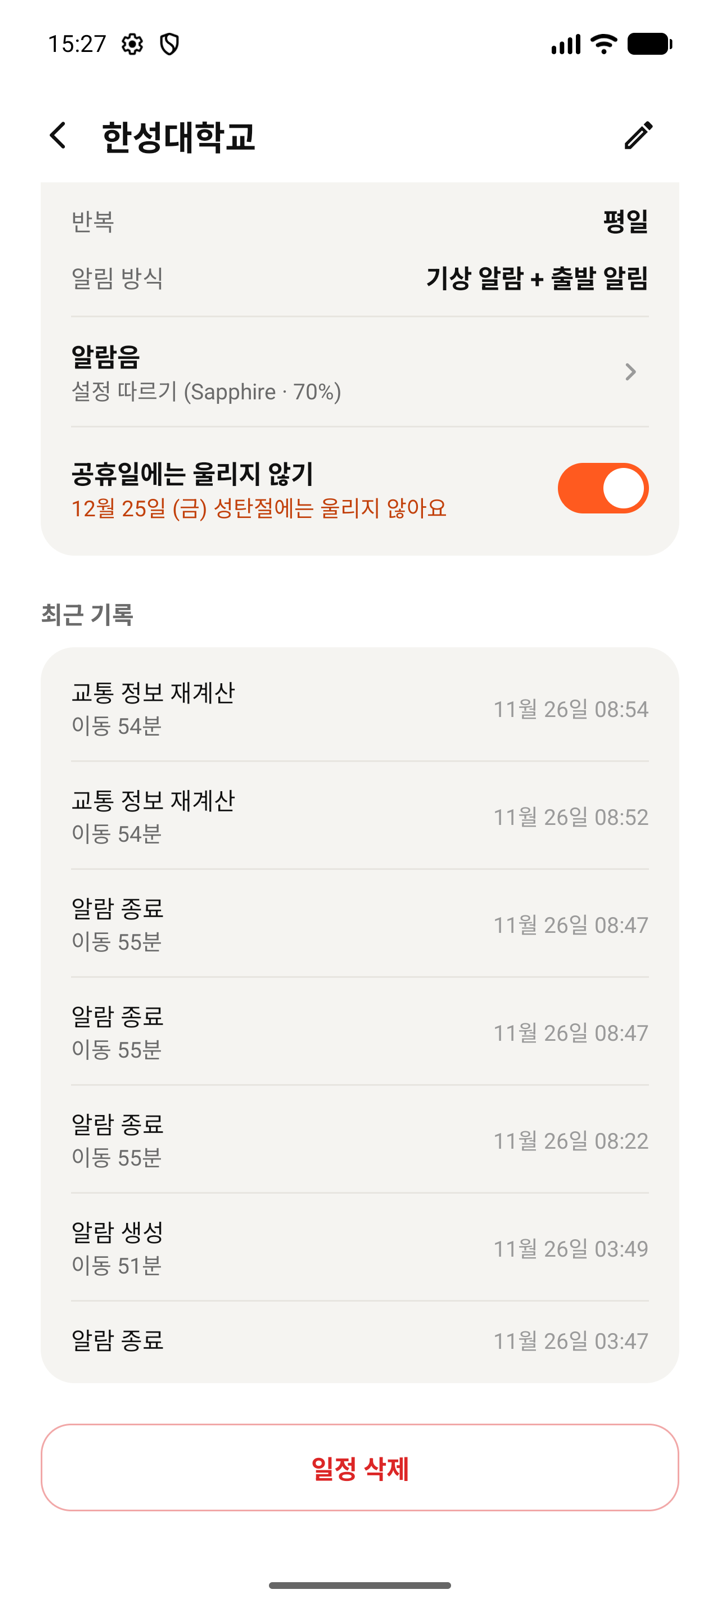 15:27
한성대학교
반복
평일
알림 방식
기상 알람 + 출발 알림
알람음
설정 따르기 (Sapphire · 70%)
공휴일에는 울리지 않기
12월 25일 (금) 성탄절에는 울리지 않아요
최근 기록
교통 정보 재계산
이동 54분
11월 26일 08:54
교통 정보 재계산
이동 54분
11월 26일 08:52
알람 종료
이동 55분
11월 26일 08:47
알람 종료
이동 55분
11월 26일 08:47
알람 종료
이동 55분
11월 26일 08:22
알람 생성
이동 51분
11월 26일 03:49
알람 종료
11월 26일 03:47
일정 삭제